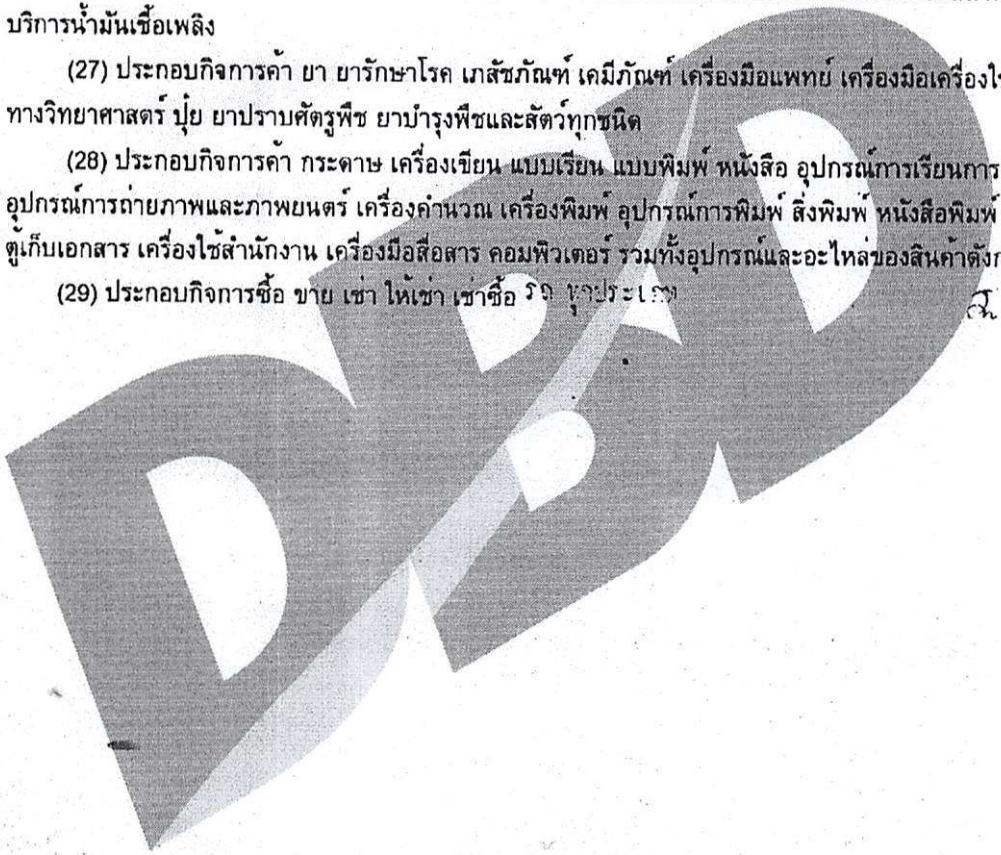 บริการน้ำมันเชื้อเพลิง
(27) ประกอบกิจการค้า ยา ยารักษาโรค เภสัชภัณฑ์ เคมีภัณฑ์ เครื่องมือแพทย์ เครื่องมือเครื่องใ
ทางวิทยาศาสตร์ ปุ๋ย ยาปราบศัตรูพืช ยาบำรุงพืชและสัตว์ทุกชนิด
(28) ประกอบกิจการค้า กระดาษ เครื่องเขียน แบบเรียน แบบพิมพ์ หนังสือ อุปกรณ์การเรียนการ
อุปกรณ์การถ่ายภาพและภาพยนตร์ เครื่องคำนวณ เครื่องพิมพ์ อุปกรณ์การพิมพ์ สิ่งพิมพ์ หนังสือพิมพ์
ตู้เก็บเอกสาร เครื่องใช้สำนักงาน เครื่องมือสื่อสาร คอมพิวเตอร์ รวมทั้งอุปกรณ์และอะไหล่ของสินค้าดังก
(29) ประกอบกิจการซื้อ ขาย เช่า ให้เช่า เช่าซื้อ รถ ทุกประเภท
DBD